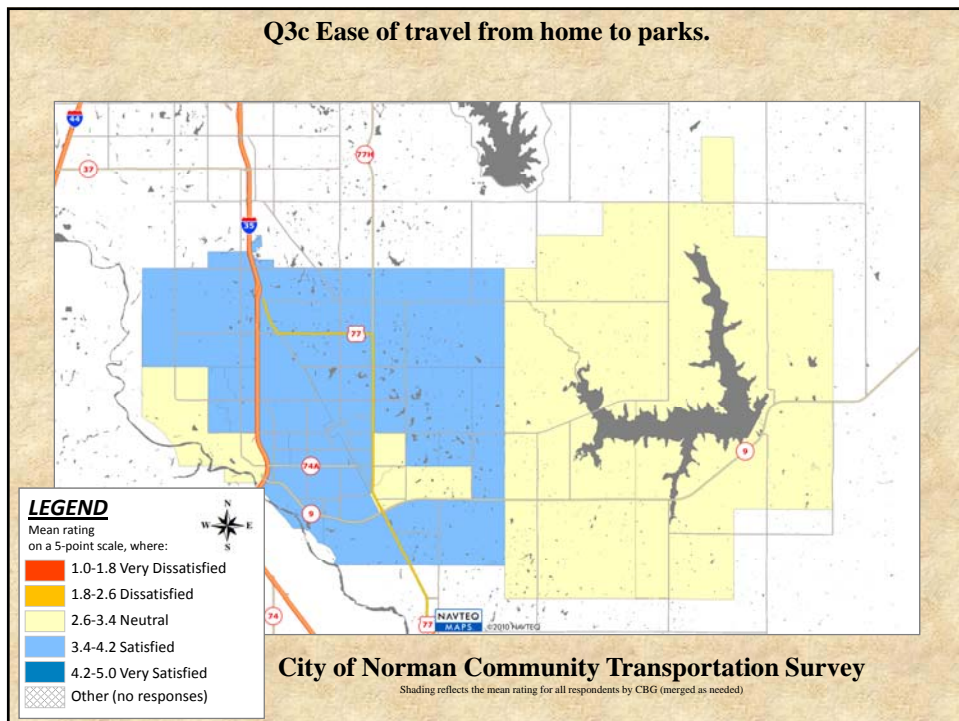 Q3c Ease of travel from home to parks.
44
77H
37
35
77
74A
9
9
LEGEND
Mean rating
on a 5-point scale, where:
1.0-1.8 Very Dissatisfied
1.8-2.6 Dissatisfied
2.6-3.4 Neutral
3.4-4.2 Satisfied
4.2-5.0 Very Satisfied
Other (no responses)
N
W E
S
74
77
NAVTEQ
MAPS
©2010 NAVTEQ
City of Norman Community Transportation Survey
Shading reflects the mean rating for all respondents by CBG (merged as needed)